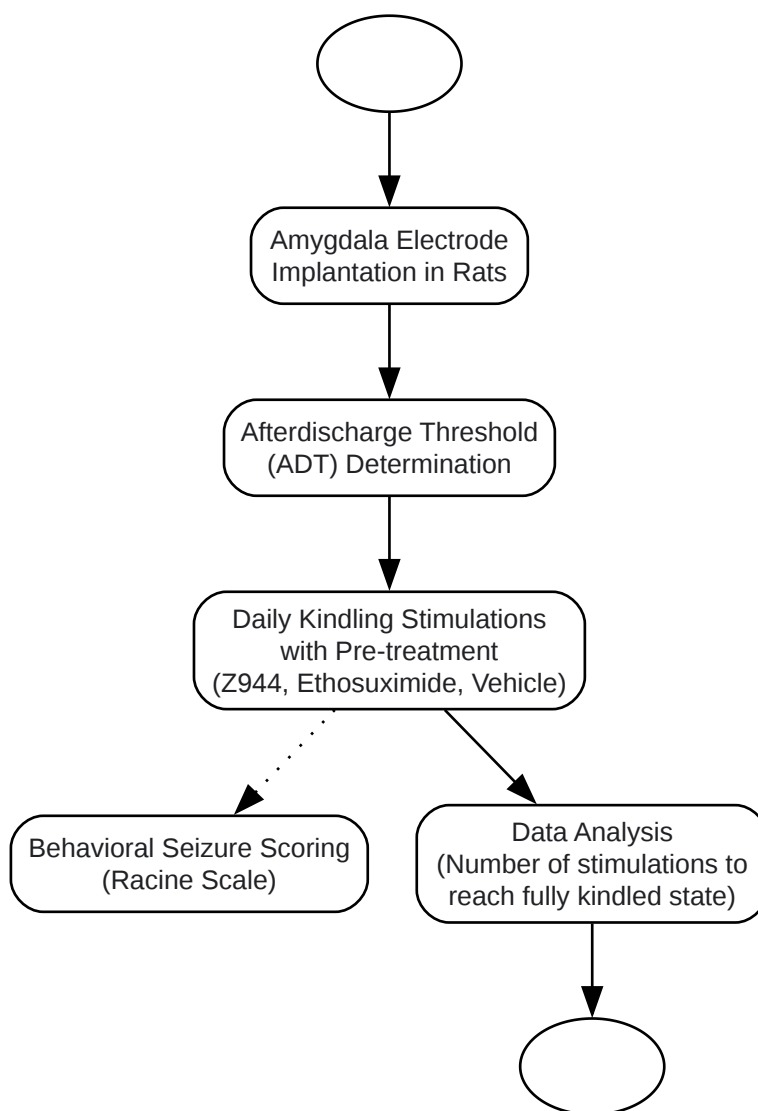 Amygdala Electrode
Implantation in Rats
Afterdischarge Threshold
(ADT) Determination
Daily Kindling Stimulations
with Pre-treatment
(Z944, Ethosuximide, Vehicle)
Behavioral Seizure Scoring
(Racine Scale)
Data Analysis
(Number of stimulations to
reach fully kindled state)